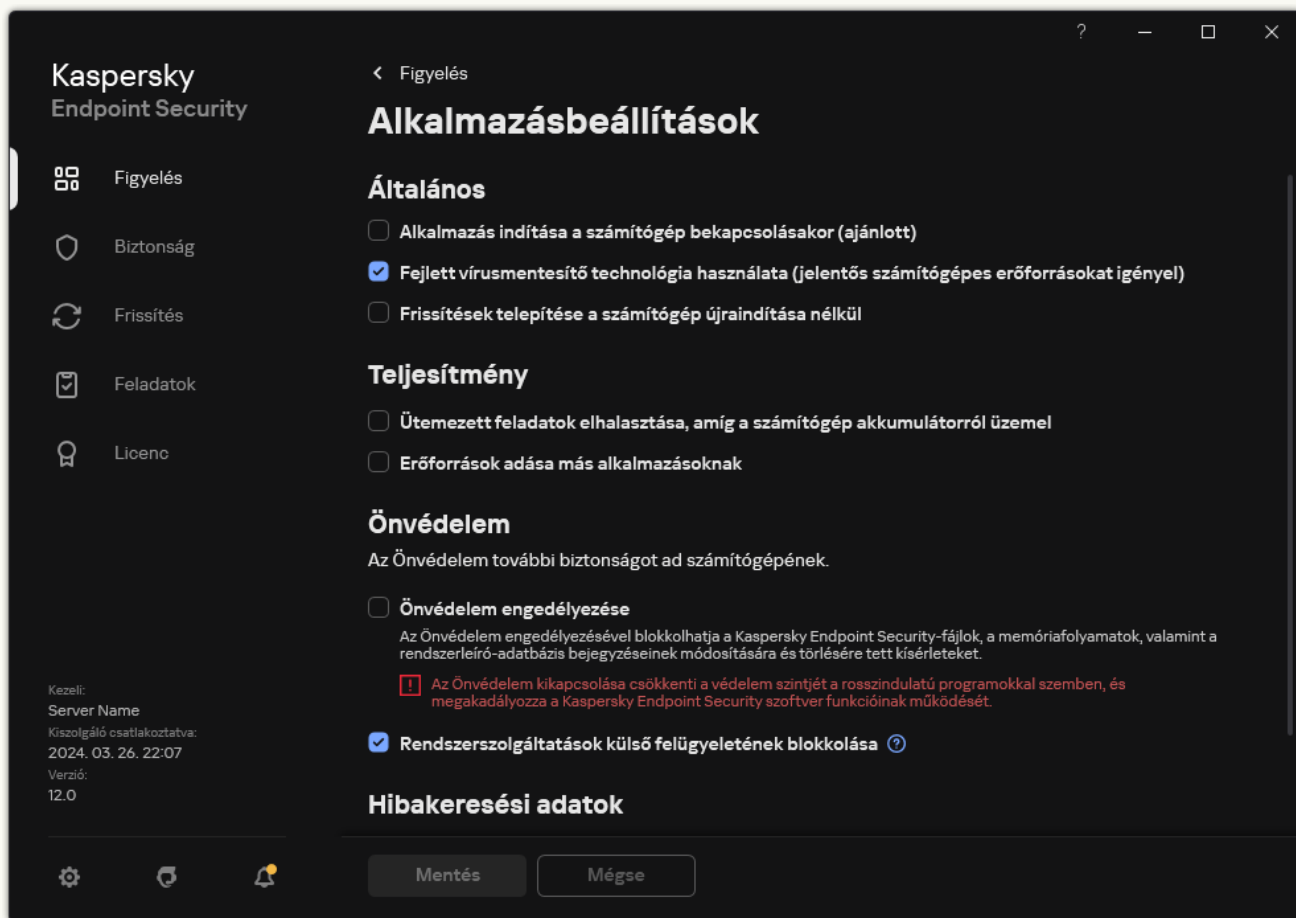 ?
Kaspersky
Endpoint Security
Figyelés
Biztonság
Frissítés
Feladatok
Licenc
Kezeli:
Server Name
Kiszolgáló csatlakoztatva:
2024. 03. 26. 22:07
Verzió:
12.0
Figyelés
Alkalmazásbeállítások
Általános
Alkalmazás indítása a számítógép bekapcsolásakor (ajánlott)
Fejlett vírusmentesítő technológia használata (jelentős számítógépes erőforrásokat igényel)
Frissítések telepítése a számítógép újraindítása nélkül
Teljesítmény
Ütemezett feladatok elhalasztása, amíg a számítógép akkumulátorról üzemel
Erőforrások adása más alkalmazásoknak
Önvédelem
Az Önvédelem további biztonságot ad számítógépének.
Önvédelem engedélyezése
Az Önvédelem engedélyezésével blokkolhatja a Kaspersky Endpoint Security-fájlok, a memóriafolyamatok, valamint a
rendszerleíró-adatbázis bejegyzéseinek módosítására és törlésére tett kísérleteket.
! Az Önvédelem kikapcsolása csökkenti a védelem szintjét a rosszindulatú programokkal szemben, és
megakadályozza a Kaspersky Endpoint Security szoftver funkcióinak működését.
Rendszerszolgáltatások külső felügyeletének blokkolása ?
Hibakeresési adatok
Mentés
Mégse